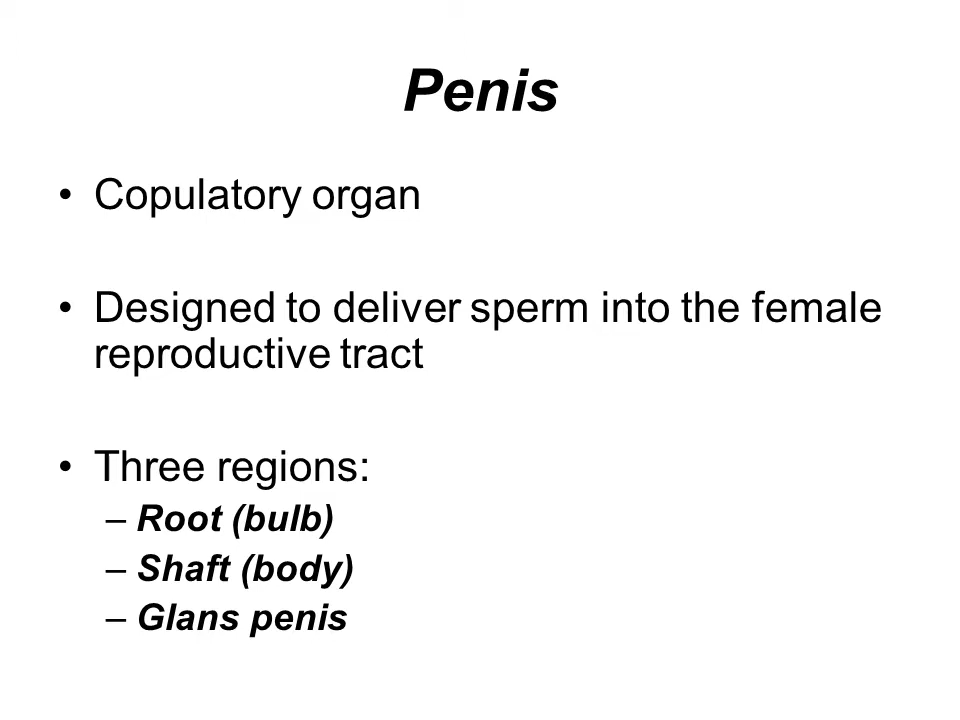 Penis
• Copulatory organ
• Designed to deliver sperm into the female
reproductive tract
• Three regions:
– Root (bulb)
– Shaft (body)
– Glans penis